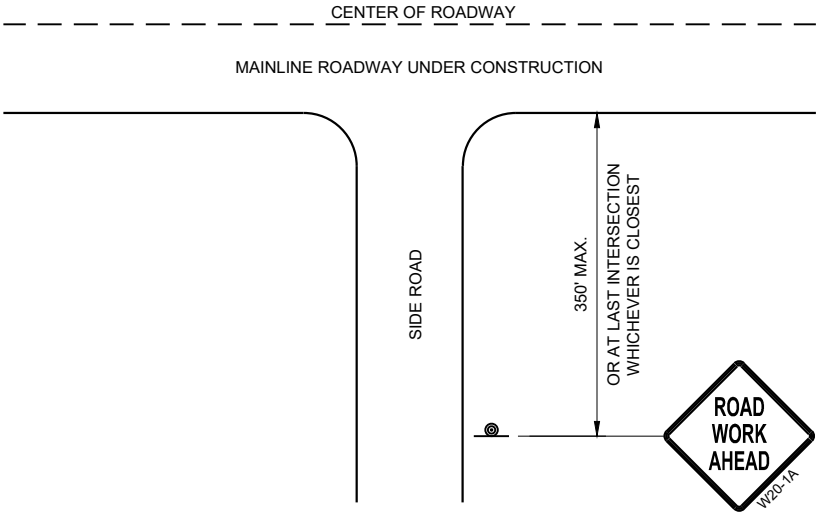 CENTER OF ROADWAY
MAINLINE ROADWAY UNDER CONSTRUCTION
SIDE ROAD
350' MAX.
OR AT LAST INTERSECTION
WHICHEVER IS CLOSEST
ROAD
WORK
AHEAD
W20-1A